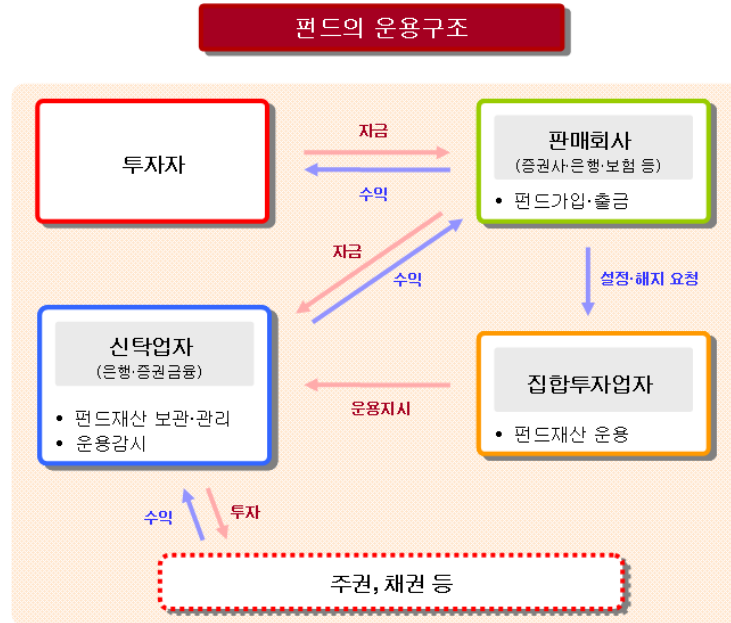 펀드의 운용구조
투자자
자금
수익
판매회사
(증권사·은행·보험 등)
• 펀드가입·출금
자금
수익
설정·해지 요청
신탁업자
(은행·증권금융)
• 펀드재산 보관·관리
• 운용감시
운용지시
집합투자업자
• 펀드재산 운용
수익
투자
주권, 채권 등